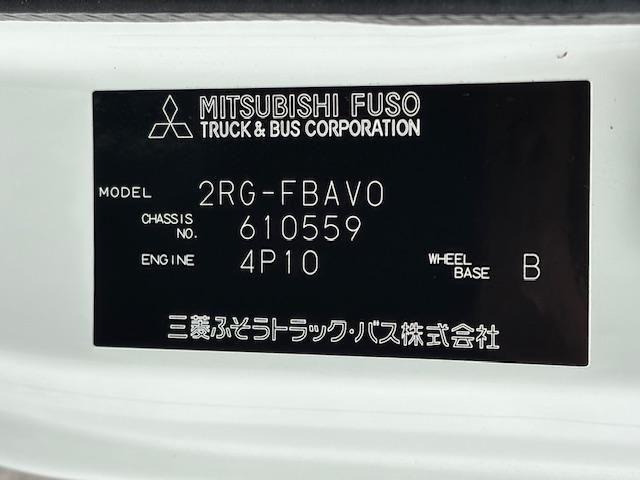 MITSUBISHI FUSO
TRUCK & BUS CORPORATION
MODEL 2RG-FBAV0
CHASSIS NO. 610559
ENGINE 4P10 WHEEL BASE B
三菱ふそうトラック・バス株式会社